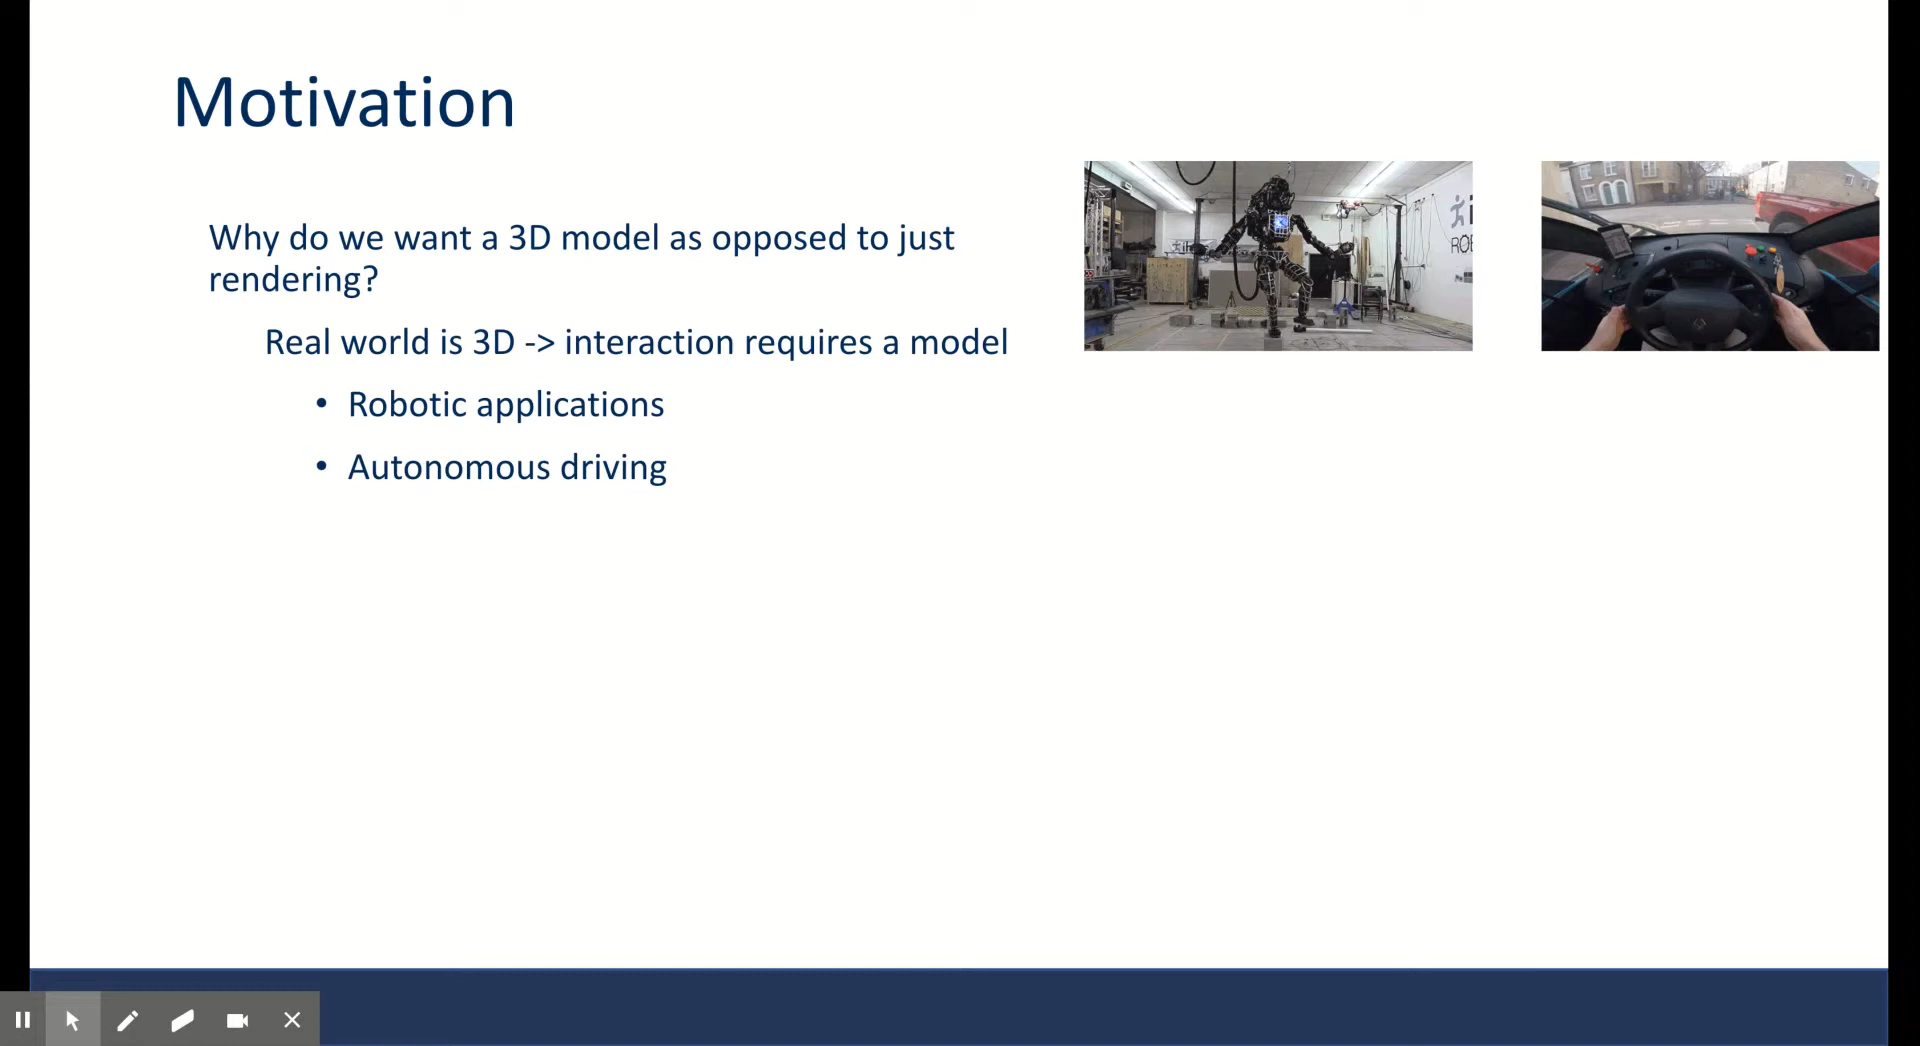 Motivation
Why do we want a 3D model as opposed to just
rendering?
Real world is 3D -> interaction requires a model
• Robotic applications
• Autonomous driving